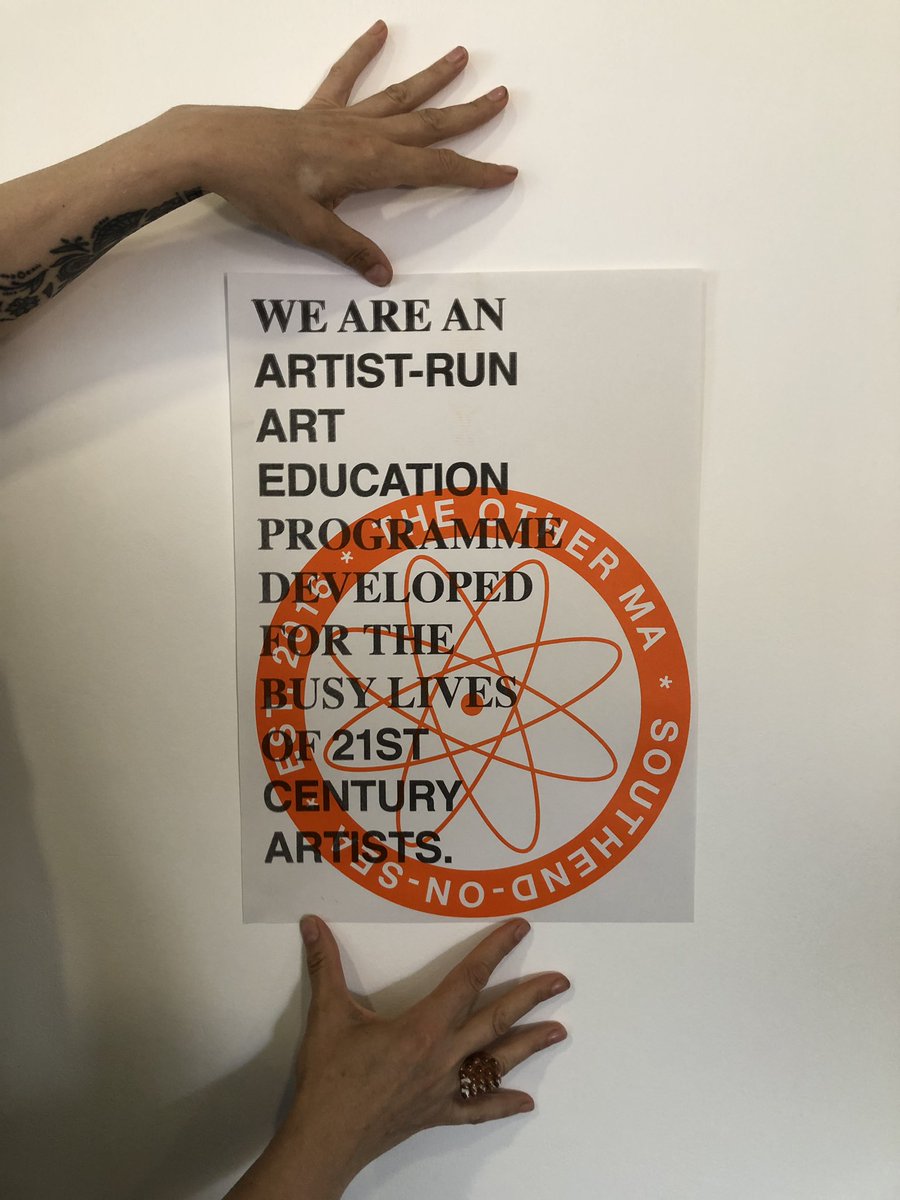 WE ARE AN
ARTIST-RUN
ART
EDUCATION
PROGRAMME
DEVELOPED
FOR THE
BUSY LIVES
OF 21ST
CENTURY
ARTISTS.
* THE OTHER MA * SOUTHEND-ON-SEA * EST. 2016